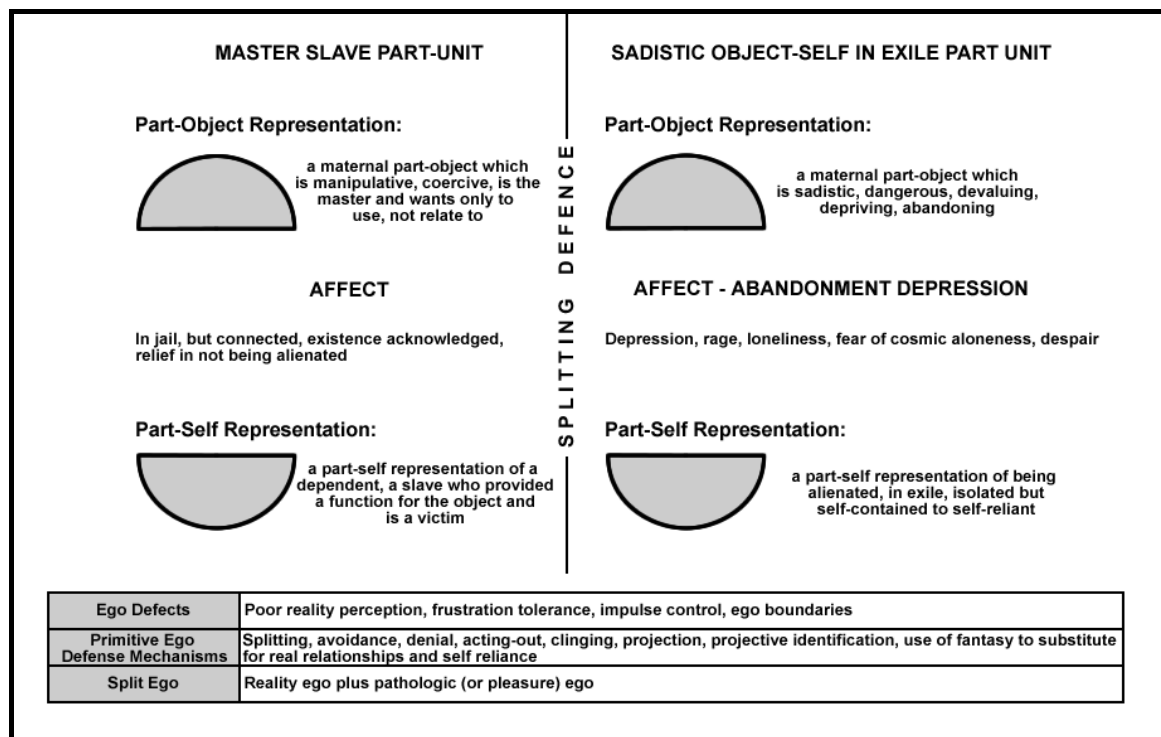 MASTER SLAVE PART-UNIT
Part-Object Representation:
a maternal part-object which
is manipulative, coercive, is the
master and wants only to
use, not relate to
AFFECT
In jail, but connected, existence acknowledged,
relief in not being alienated
Part-Self Representation:
a part-self representation of a
dependent, a slave who provided
a function for the object and
is a victim
SPLITTING DEFENCE
SADISTIC OBJECT-SELF IN EXILE PART UNIT
Part-Object Representation:
a maternal part-object which
is sadistic, dangerous, devaluing,
depriving, abandoning
AFFECT - ABANDONMENT DEPRESSION
Depression, rage, loneliness, fear of cosmic aloneness, despair
Part-Self Representation:
a part-self representation of being
alienated, in exile, isolated but
self-contained to self-reliant
Ego Defects
Poor reality perception, frustration tolerance, impulse control, ego boundaries
Primitive Ego
Defense Mechanisms
Splitting, avoidance, denial, acting-out, clinging, projection, projective identification, use of fantasy to substitute
for real relationships and self reliance
Split Ego
Reality ego plus pathologic (or pleasure) ego